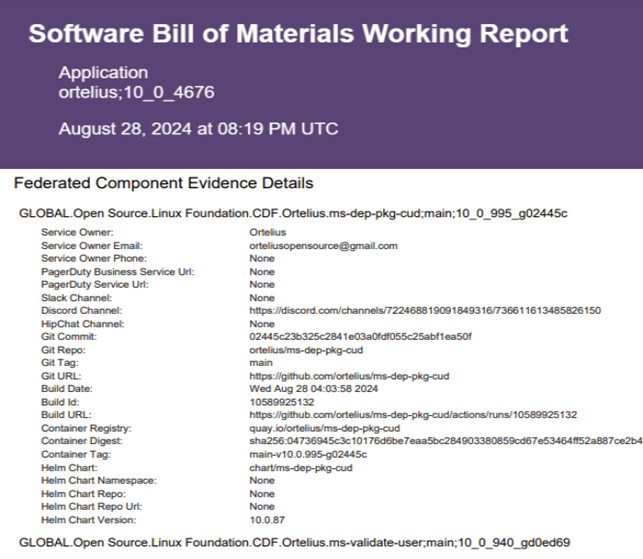 Software Bill of Materials Working Report
Application
ortelius;10_0_4676
August 28, 2024 at 08:19 PM UTC
Federated Component Evidence Details
GLOBAL.Open Source.Linux Foundation.CDF.Ortelius.ms-dep-pkg-cud;main;10_0_995_g02445c
Service Owner: Ortelius
Service Owner Email: orteliusopensource@gmail.com
Service Owner Phone: None
PagerDuty Business Service Url: None
PagerDuty Service Url: None
Slack Channel: None
Discord Channel: https://discord.com/channels/722468819091849316/736611613485826150
HipChat Channel: None
Git Commit: 02445c23b325c2841e03a0fdf055c25abf1ea50f
Git Repo: ortelius/ms-dep-pkg-cud
Git Tag: main
Git URL: https://github.com/ortelius/ms-dep-pkg-cud
Build Date: Wed Aug 28 04:03:58 2024
Build Id: 10589925132
Build URL: https://github.com/ortelius/ms-dep-pkg-cud/actions/runs/10589925132
Container Registry: quay.io/ortelius/ms-dep-pkg-cud
Container Digest: sha256:04736945c3c10176d6be7eaa5bc284903380859cd67e53464ff52a887ce2b4
Container Tag: main-v10.0.995-g02445c
Helm Chart: chart/ms-dep-pkg-cud
Helm Chart Namespace: None
Helm Chart Repo: None
Helm Chart Repo Url: None
Helm Chart Version: 10.0.87
GLOBAL.Open Source.Linux Foundation.CDF.Ortelius.ms-validate-user;main;10_0_940_gd0ed69